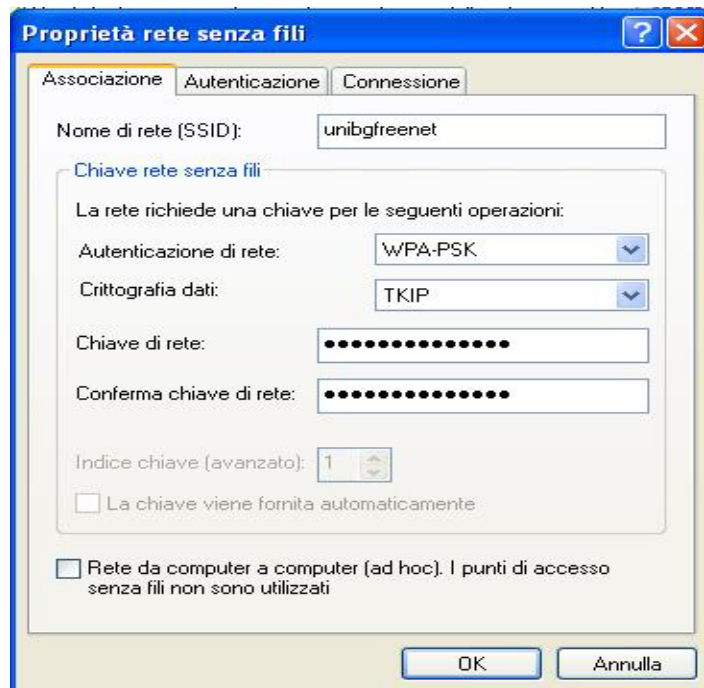 Proprietà rete senza fili
Associazione Autenticazione Connessione
Nome di rete (SSID): unibgfreenet
Chiave rete senza fili
La rete richiede una chiave per le seguenti operazioni:
Autenticazione di rete: WPA-PSK
Crittografia dati: TKIP
Chiave di rete: ••••••••••••••
Conferma chiave di rete: ••••••••••••••
Indice chiave (avanzato): 1
La chiave viene fornita automaticamente
Rete da computer a computer (ad hoc). I punti di accesso
senza fili non sono utilizzati
OK Annulla